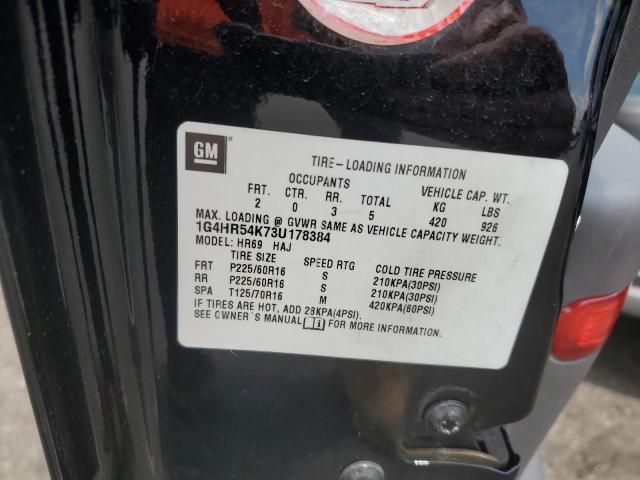 GM
TIRE-LOADING INFORMATION
OCCUPANTS
FRT. CTR. RR. TOTAL VEHICLE CAP. WT.
2 0 3 5 KG LBS
420 926
MAX. LOADING @ GVWR SAME AS VEHICLE CAPACITY WEIGHT.
1G4HR54K73U178384
MODEL: HR69 HAJ
TIRE SIZE SPEED RTG COLD TIRE PRESSURE
FRT P225/60R16 S 210KPA(30PSI)
RR P225/60R16 S 210KPA(30PSI)
SPA T125/70R16 M 420KPA(60PSI)
IF TIRES ARE HOT, ADD 28KPA(4PSI).
SEE OWNER'S MANUAL FOR MORE INFORMATION.